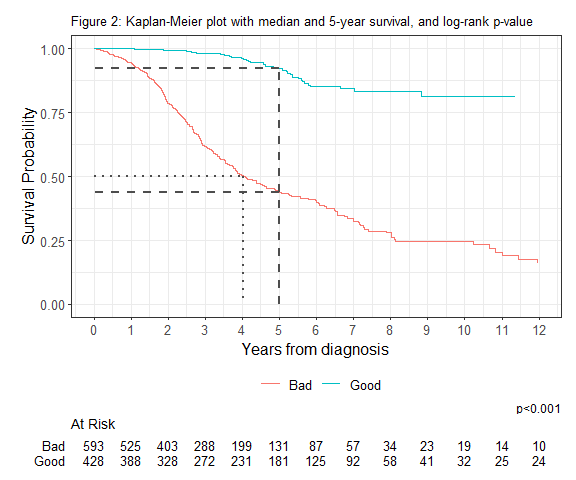 Figure 2: Kaplan-Meier plot with median and 5-year survival, and log-rank p-value
Survival Probability
1.00
0.75
0.50
0.25
0.00
0 1 2 3 4 5 6 7 8 9 10 11 12
Years from diagnosis
Bad Good
p<0.001
At Risk
Bad 593 525 403 288 199 131 87 57 34 23 19 14 10
Good 428 388 328 272 231 181 125 92 58 41 32 25 24